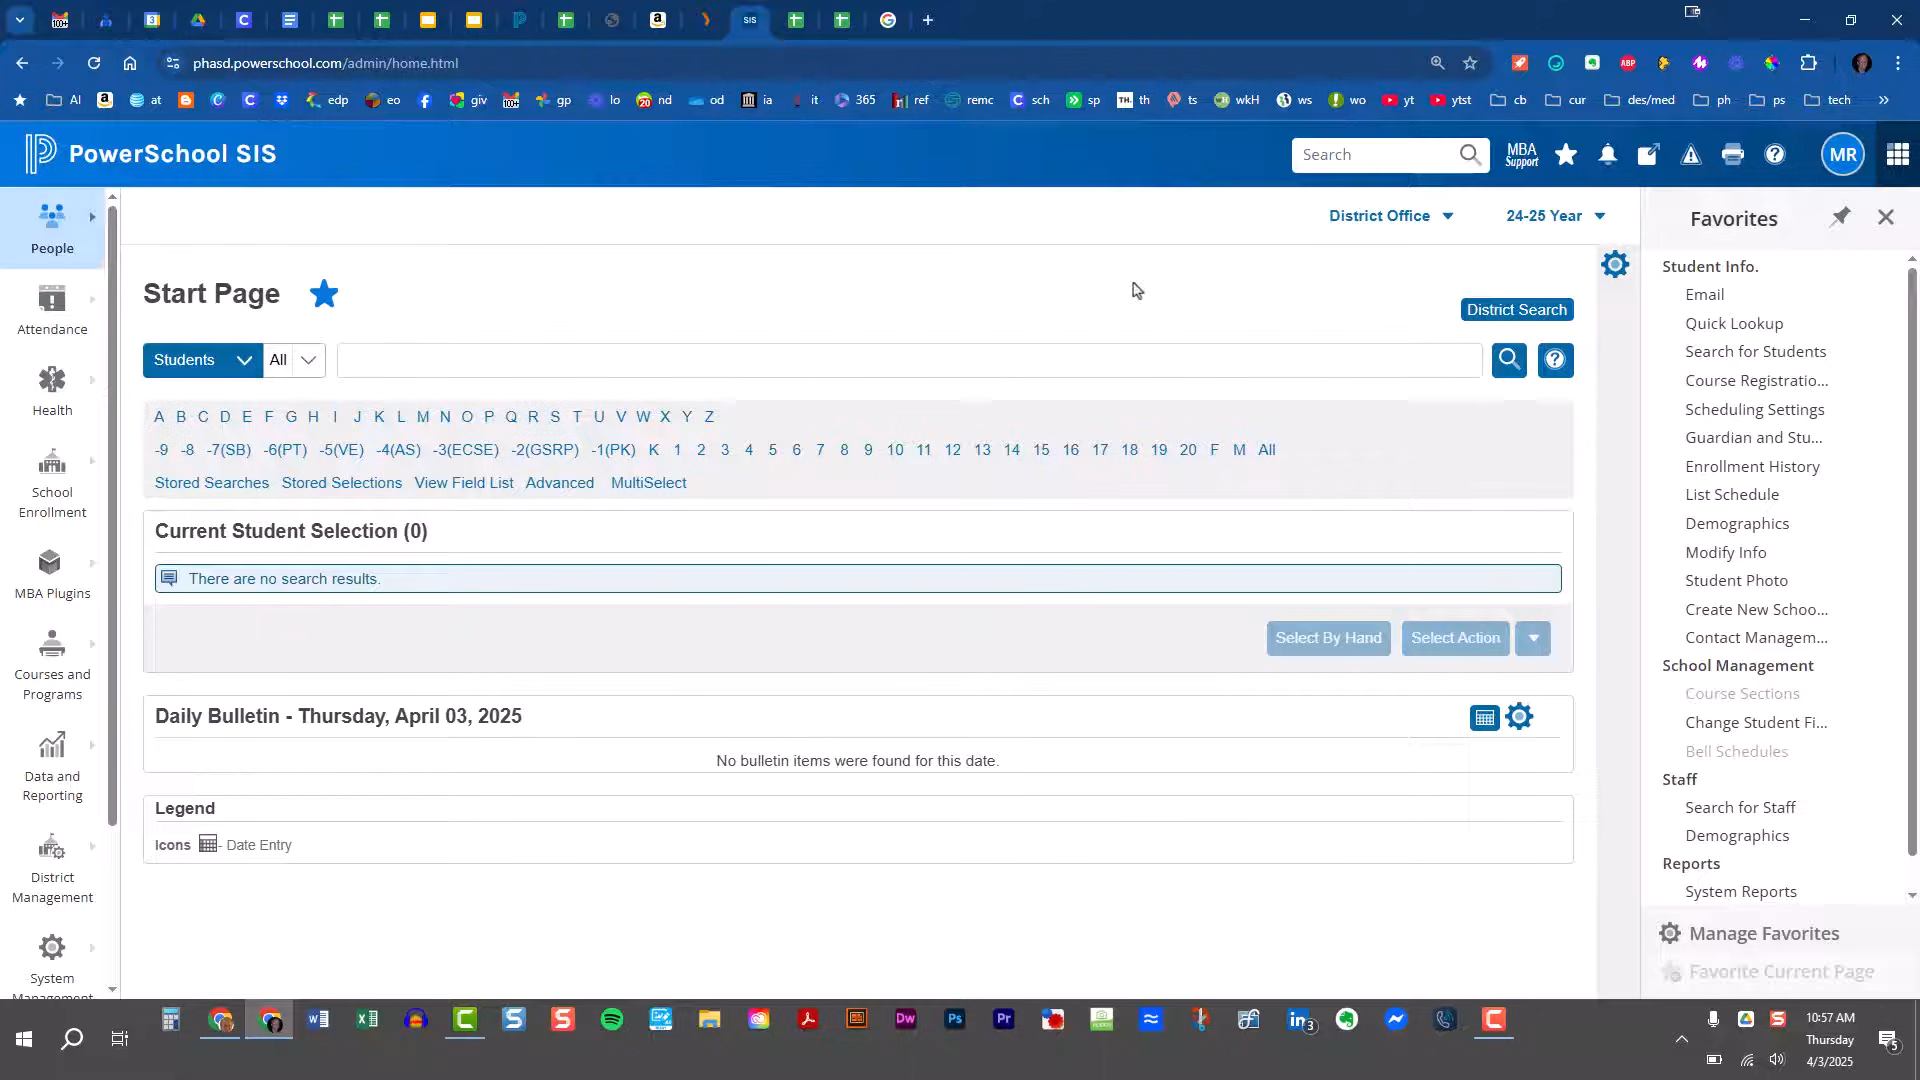 SIS
phasd.powerschool.com/admin/home.html
AI
at
edp
eo
giv
gp
lo
nd
od
ia
it
365
ref
remc
sch
sp
TH. th
ts
wkH
ws
wo
yt
ytst
cb
cur
des/med
ph
ps
tech
PowerSchool SIS
Search
MBA Support
MR
People
Attendance
Health
School Enrollment
MBA Plugins
Courses and Programs
Data and Reporting
District Management
System Management
District Office
24-25 Year
Start Page
District Search
Students
All
A B C D E F G H I J K L M N O P Q R S T U V W X Y Z
-9 -8 -7(SB) -6(PT) -5(VE) -4(AS) -3(ECSE) -2(GSRP) -1(PK) K 1 2 3 4 5 6 7 8 9 10 11 12 13 14 15 16 17 18 19 20 F M All
Stored Searches Stored Selections View Field List Advanced MultiSelect
Current Student Selection (0)
There are no search results.
Select By Hand
Select Action
Daily Bulletin - Thursday, April 03, 2025
No bulletin items were found for this date.
Legend
Icons - Date Entry
Favorites
Student Info.
Email
Quick Lookup
Search for Students
Course Registratio...
Scheduling Settings
Guardian and Stu...
Enrollment History
List Schedule
Demographics
Modify Info
Student Photo
Create New Schoo...
Contact Managem...
School Management
Course Sections
Change Student Fi...
Bell Schedules
Staff
Search for Staff
Demographics
Reports
System Reports
Manage Favorites
Favorite Current Page
10:57 AM
Thursday
4/3/2025
5